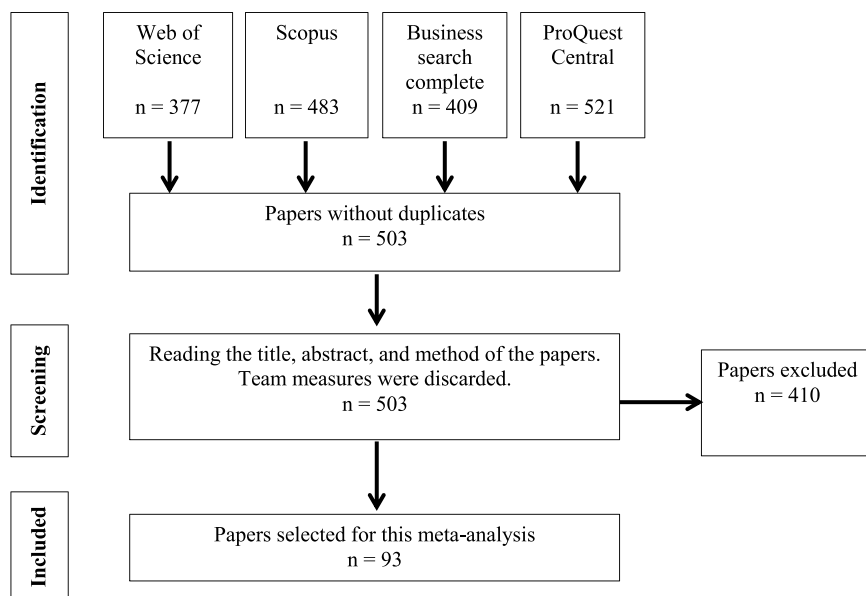 Identification
Web of
Science
n = 377
Scopus
n = 483
Business
search
complete
n = 409
ProQuest
Central
n = 521
Papers without duplicates
n = 503
Screening
Reading the title, abstract, and method of the papers.
Team measures were discarded.
n = 503
Papers excluded
n = 410
Included
Papers selected for this meta-analysis
n = 93